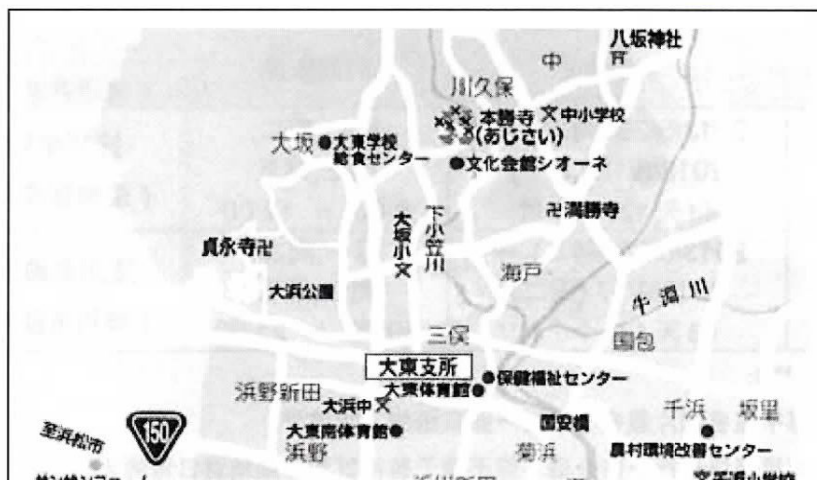 八坂神社
中
川久保
本勝寺
(あじさい)
中小学校
大坂
大東学校
給食センター
文化会館シオーネ
満勝寺
下小笠川
大坂小
貞永寺
大浜公園
海戸
牛淵川
三俣
国包
大東支所
保健福祉センター
大東体育館
浜野新田
大浜中
国安橋
千浜
坂里
150
至浜松市
大東南体育館
浜野
菊浜
農村環境改善センター